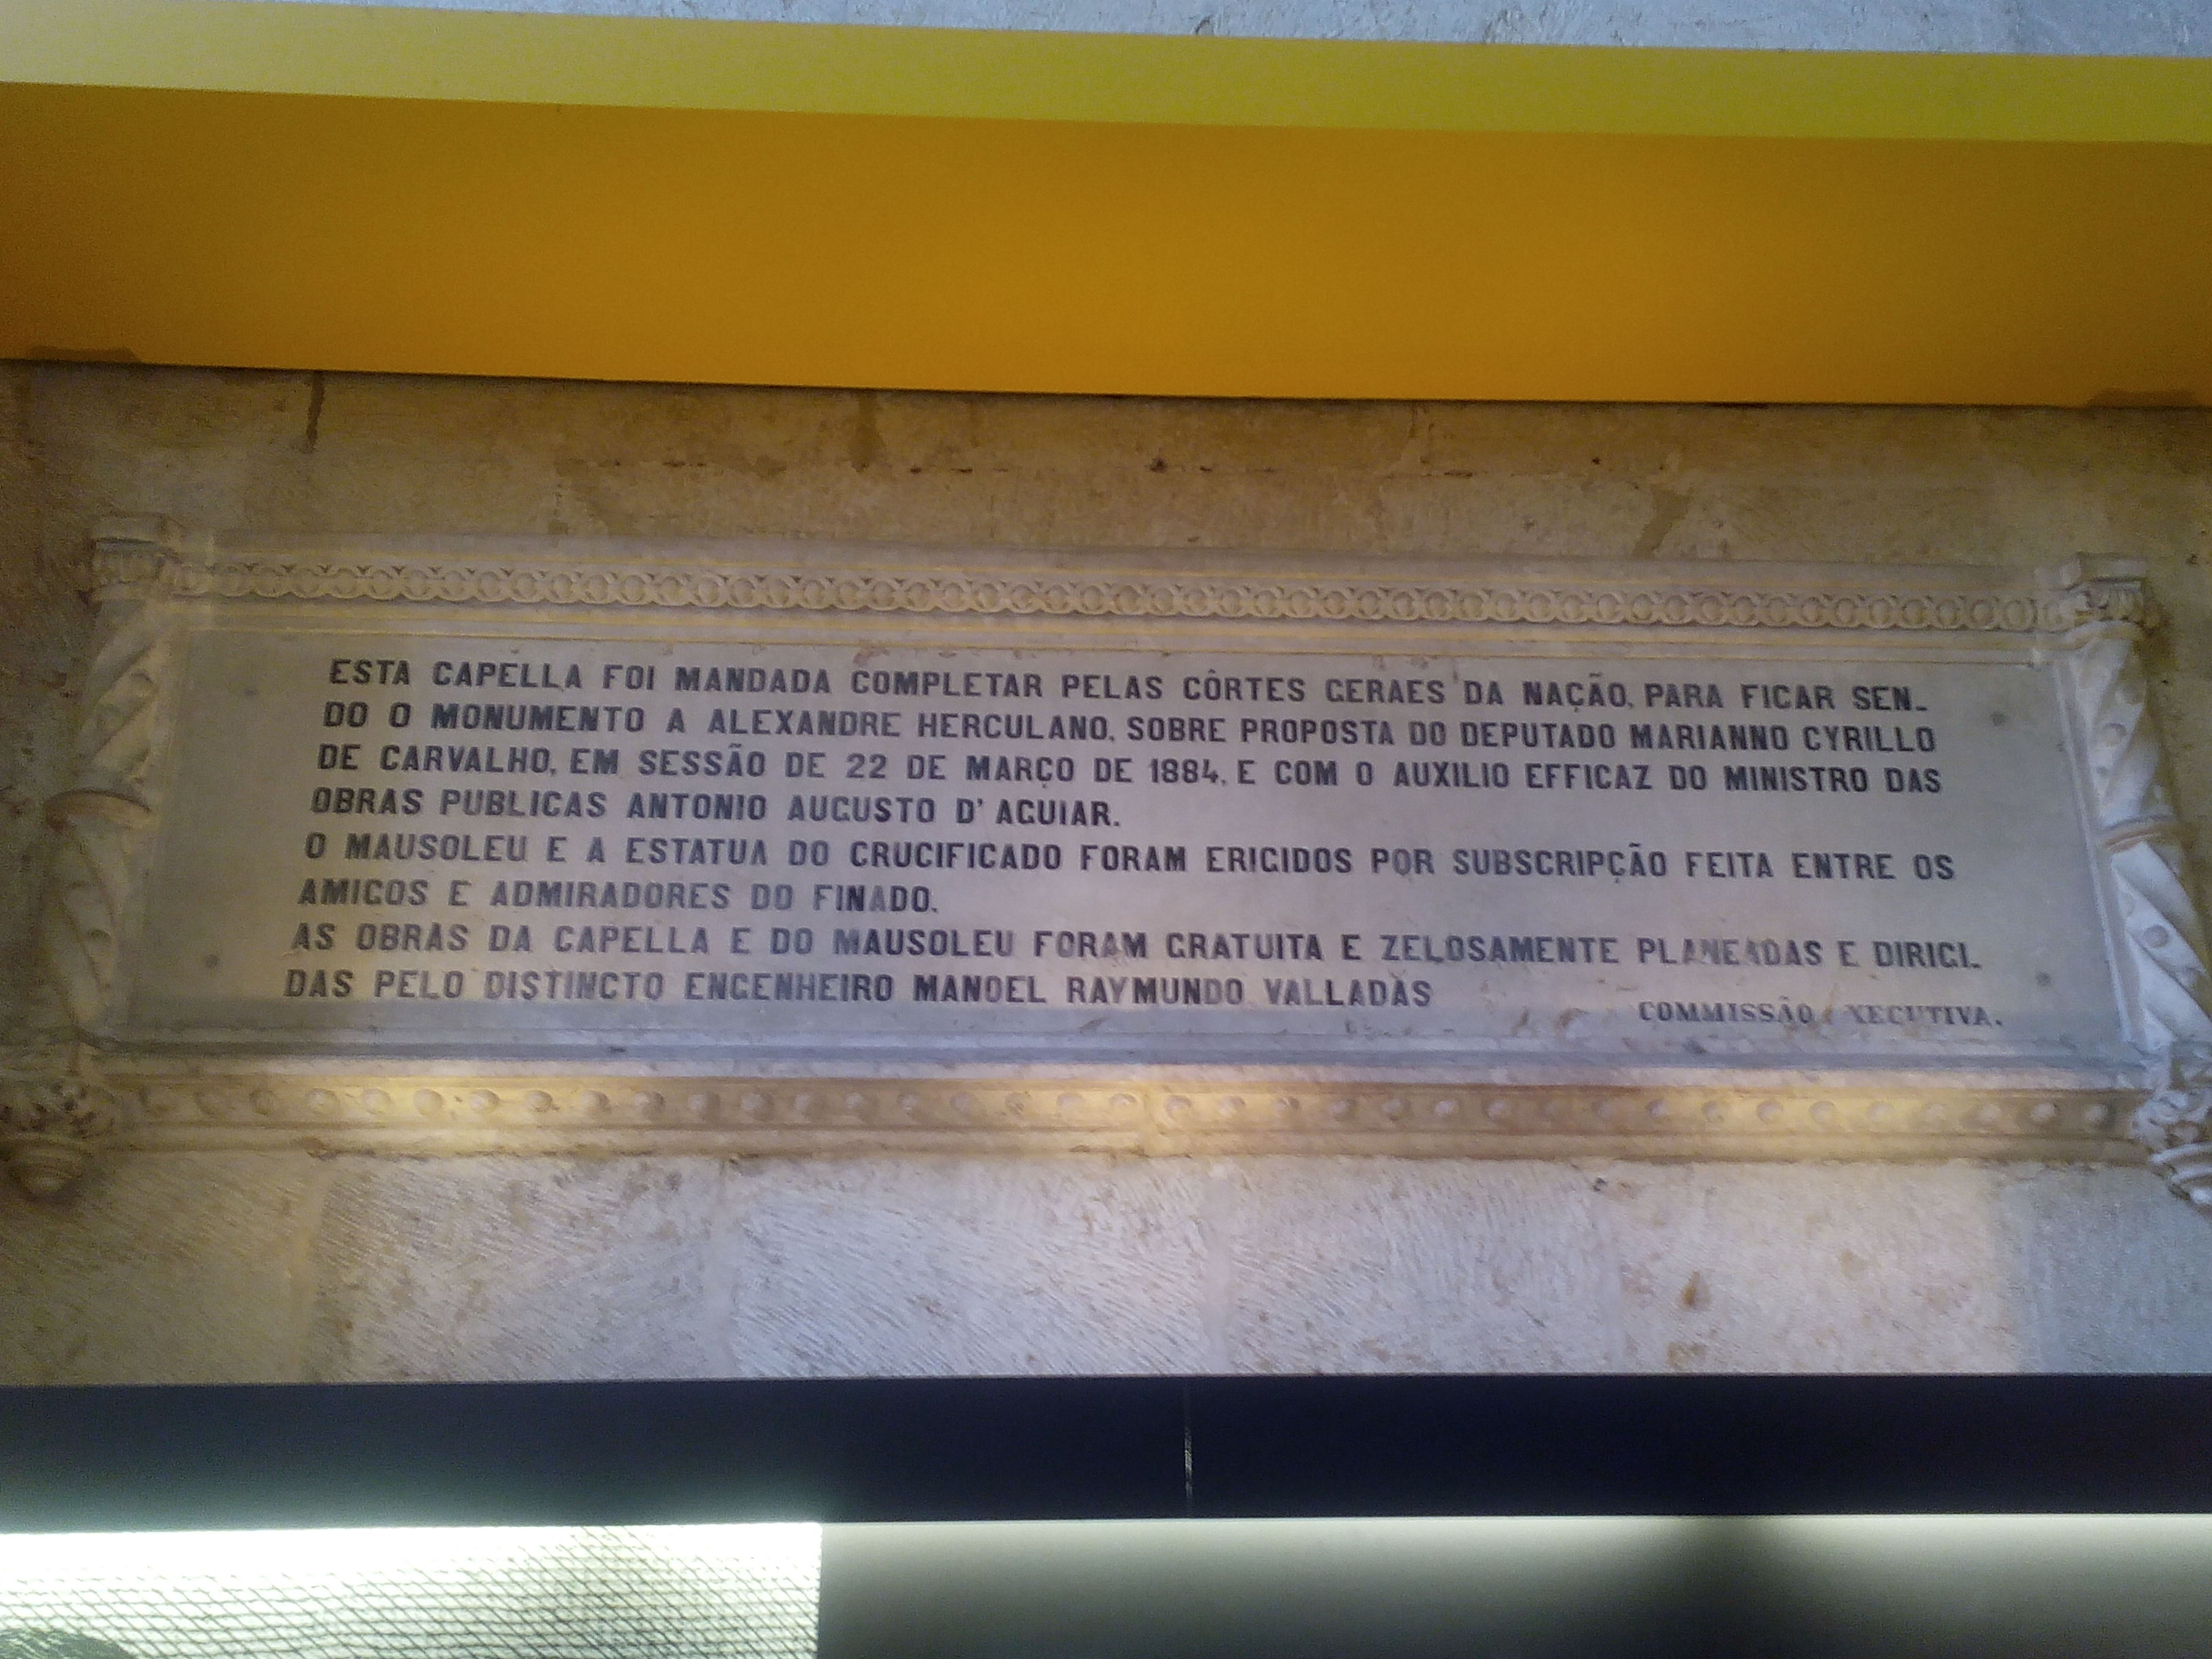 ESTA CAPELLA FOI MANDADA COMPLETAR PELAS CÔRTES GERAES DA NAÇÃO, PARA FICAR SEN-
DO O MONUMENTO A ALEXANDRE HERCULANO, SOBRE PROPOSTA DO DEPUTADO MARIANNO CYRILLO
DE CARVALHO, EM SESSÃO DE 22 DE MARÇO DE 1884, E COM O AUXILIO EFFICAZ DO MINISTRO DAS
OBRAS PUBLICAS ANTONIO AUGUSTO D'AGUIAR.
O MAUSOLEU E A ESTATUA DO CRUCIFICADO FORAM ERIGIDOS POR SUBSCRIPÇÃO FEITA ENTRE OS
AMIGOS E ADMIRADORES DO FINADO.
AS OBRAS DA CAPELLA E DO MAUSOLEU FORAM GRATUITA E ZELOSAMENTE PLANEADAS E DIRIGI-
DAS PELO DISTINCTO ENGENHEIRO MANOEL RAYMUNDO VALLADAS
COMMISSÃO EXECUTIVA.